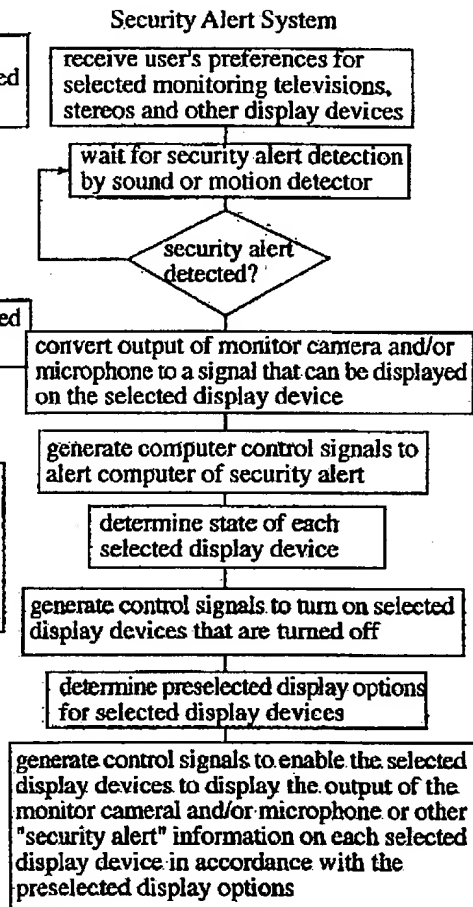 Security Alert System
ed
receive user's preferences for
selected monitoring televisions,
stereos and other display devices
wait for security alert detection
by sound or motion detector
security alert
detected?
ed
convert output of monitor camera and/or
microphone to a signal that can be displayed
on the selected display device
generate computer control signals to
alert computer of security alert
determine state of each
selected display device
generate control signals to turn on selected
display devices that are turned off
determine preselected display options
for selected display devices
generate control signals to enable the selected
display devices to display the output of the
monitor cameral and/or microphone or other
"security alert" information on each selected
display device in accordance with the
preselected display options